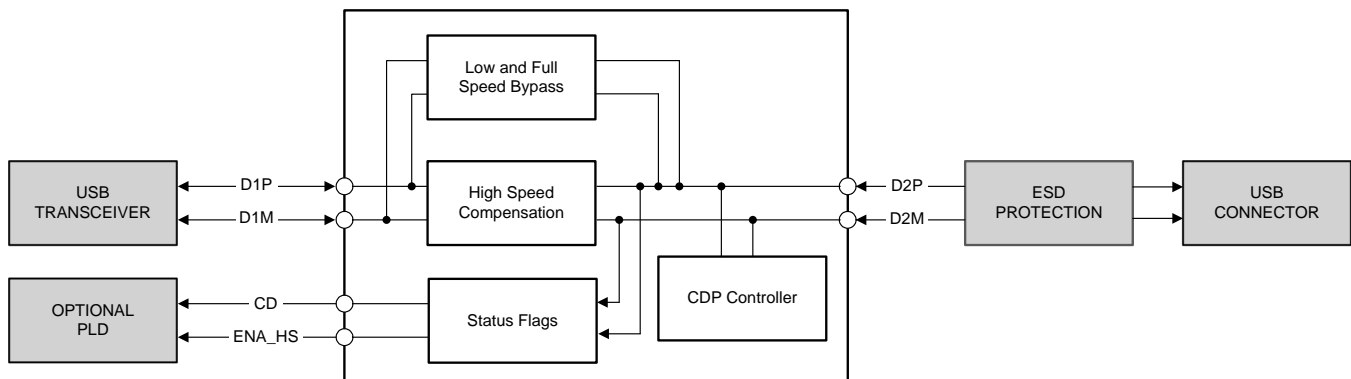 Low and Full
Speed Bypass
USB
TRANSCEIVER
D1P
D1M
High Speed
Compensation
D2P
D2M
ESD
PROTECTION
USB
CONNECTOR
OPTIONAL
PLD
CD
ENA_HS
Status Flags
CDP Controller